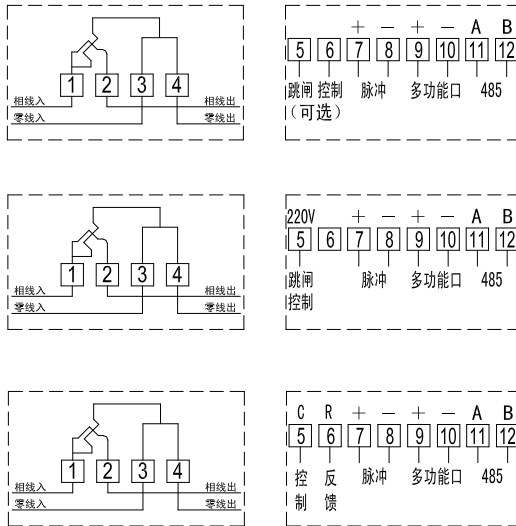 + − + − A B
1 2 3 4
5 6 7 8 9 10 11 12
相线入 相线出
零线入 零线出
跳闸 控制 脉冲 多功能口 485
（可选）
220V + − + − A B
1 2 3 4
5 6 7 8 9 10 11 12
相线入 相线出
零线入 零线出
跳闸 脉冲 多功能口 485
控制
C R + − + − A B
1 2 3 4
5 6 7 8 9 10 11 12
相线入 相线出
零线入 零线出
控 反 脉冲 多功能口 485
制 馈